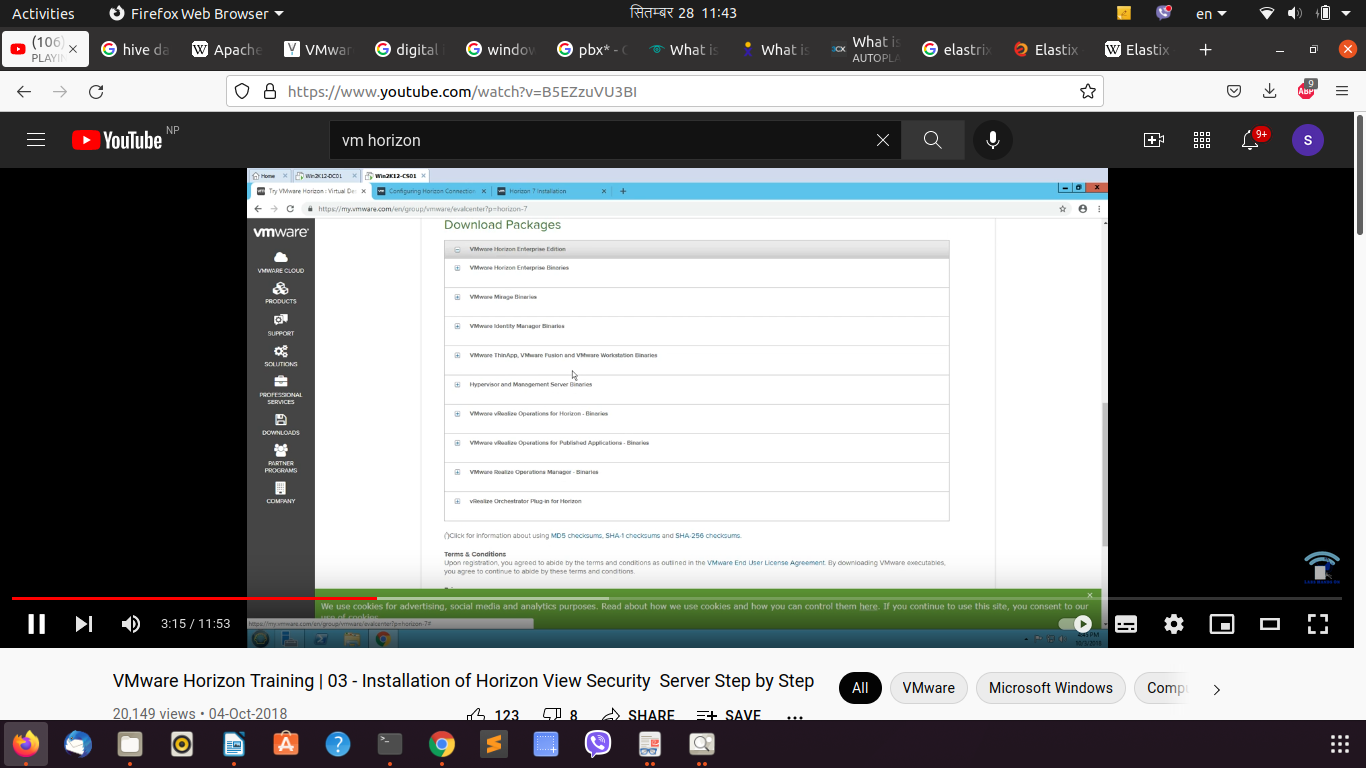 Activities Firefox Web Browser सितम्बर 28 11:43 en
(106) PLAYIN hive da Apache VMwar digital window pbx* - G What is What is What is AUTOPLA elastrix Elastix Elastix
https://www.youtube.com/watch?v=B5EZzuVU3BI ABP 9
YouTube NP vm horizon 9+ S
Home Win2K12-DC01 Win2K12-CS01
Try VMware Horizon : Virtual De Configuring Horizon Connection Horizon 7 Installation
https://my.vmware.com/en/group/vmware/evalcenter?p=horizon-7
vmware
VMWARE CLOUD
PRODUCTS
SUPPORT
SOLUTIONS
PROFESSIONAL
SERVICES
DOWNLOADS
PARTNER
PROGRAMS
COMPANY
Download Packages
VMware Horizon Enterprise Edition
VMware Horizon Enterprise Binaries
VMware Mirage Binaries
VMware Identity Manager Binaries
VMware ThinApp, VMware Fusion and VMware Workstation Binaries
Hypervisor and Management Server Binaries
VMware vRealize Operations for Horizon - Binaries
VMware vRealize Operations for Published Applications - Binaries
VMware Realize Operations Manager - Binaries
vRealize Orchestrator Plug-in for Horizon
(*)Click for information about using MD5 checksums, SHA-1 checksums and SHA-256 checksums.
Terms & Conditions
Upon registration, you agreed to abide by the terms and conditions as outlined in the VMware End User License Agreement. By downloading VMware executables,
you agree to continue to abide by these terms and conditions.
We use cookies for advertising, social media and analytics purposes. Read about how we use cookies and how you can control them here. If you continue to use this site, you consent to our
use of cookies
https://my.vmware.com/en/group/vmware/evalcenter?p=horizon-7#
3:15 / 11:53
VMware Horizon Training | 03 - Installation of Horizon View Security Server Step by Step
All VMware Microsoft Windows Compu
20,149 views • 04-Oct-2018 123 8 SHARE SAVE